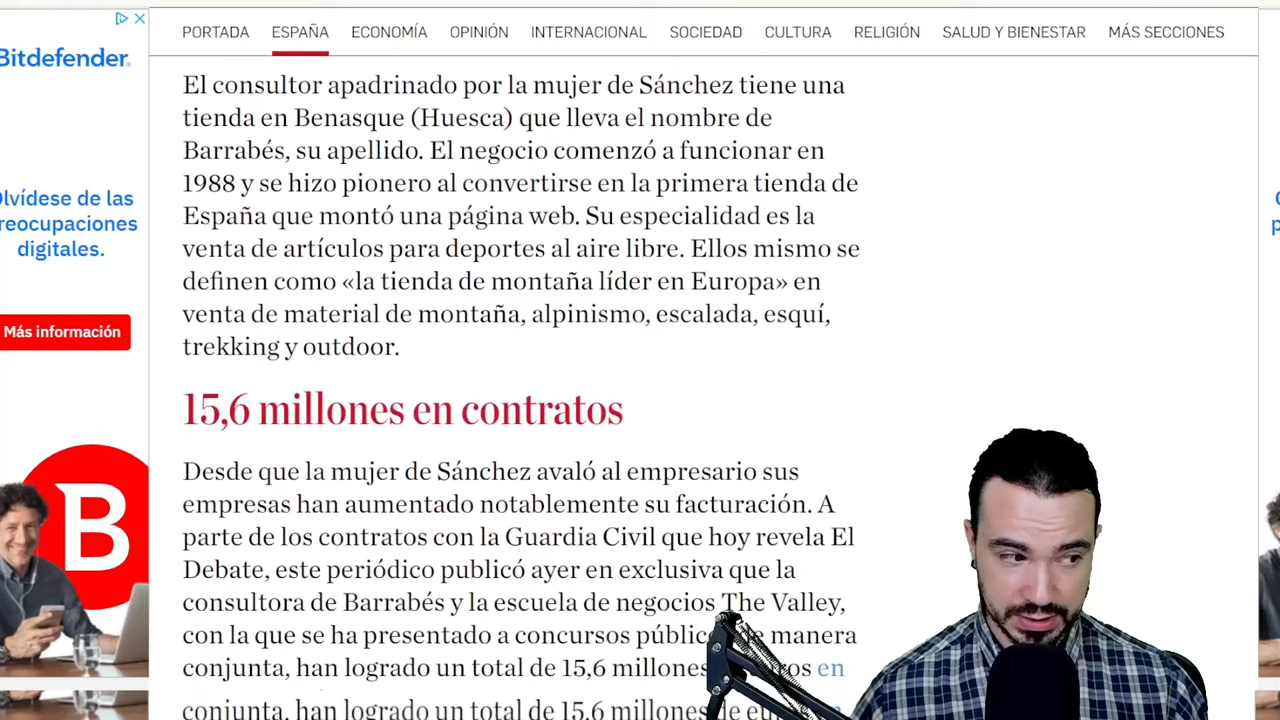 PORTADA ESPAÑA ECONOMÍA OPINIÓN INTERNACIONAL SOCIEDAD CULTURA RELIGIÓN SALUD Y BIENESTAR MÁS SECCIONES
Bitdefender
Olvídese de las
preocupaciones
digitales.
Más información
B
El consultor apadrinado por la mujer de Sánchez tiene una
tienda en Benasque (Huesca) que lleva el nombre de
Barrabés, su apellido. El negocio comenzó a funcionar en
1988 y se hizo pionero al convertirse en la primera tienda de
España que montó una página web. Su especialidad es la
venta de artículos para deportes al aire libre. Ellos mismo se
definen como «la tienda de montaña líder en Europa» en
venta de material de montaña, alpinismo, escalada, esquí,
trekking y outdoor.
15,6 millones en contratos
Desde que la mujer de Sánchez avaló al empresario sus
empresas han aumentado notablemente su facturación. A
parte de los contratos con la Guardia Civil que hoy revela El
Debate, este periódico publicó ayer en exclusiva que la
consultora de Barrabés y la escuela de negocios The Valley,
con la que se ha presentado a concursos públicos de manera
conjunta, han logrado un total de 15,6 millones en
conjunta, han logrado un total de 15,6 millones de